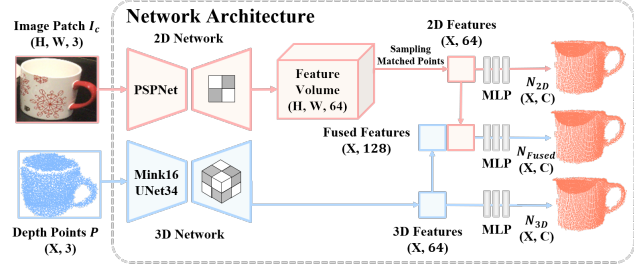 Network Architecture
Image Patch I_c
(H, W, 3)
2D Network
PSPNet
Feature
Volume
(H, W, 64)
Sampling
Matched Points
2D Features
(X, 64)
MLP
N_2D
(X, C)
Fused Features
(X, 128)
MLP
N_Fused
(X, C)
Mink16
UNet34
3D Network
Depth Points P
(X, 3)
3D Features
(X, 64)
MLP
N_3D
(X, C)